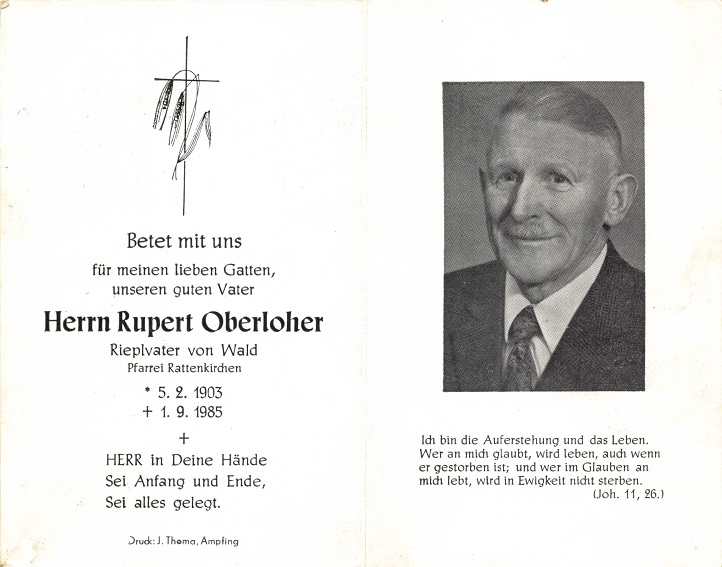 Betet mit uns
für meinen lieben Gatten,
unseren guten Vater
Herrn Rupert Oberloher
Rieplvater von Wald
Pfarrei Rattenkirchen
* 5. 2. 1903
+ 1. 9. 1985
+
HERR in Deine Hände
Sei Anfang und Ende,
Sei alles gelegt.
Druck: J. Thoma, Ampfing
Ich bin die Auferstehung und das Leben.
Wer an mich glaubt, wird leben, auch wenn
er gestorben ist; und wer im Glauben an
mich lebt, wird in Ewigkeit nicht sterben.
(Joh. 11, 26.)